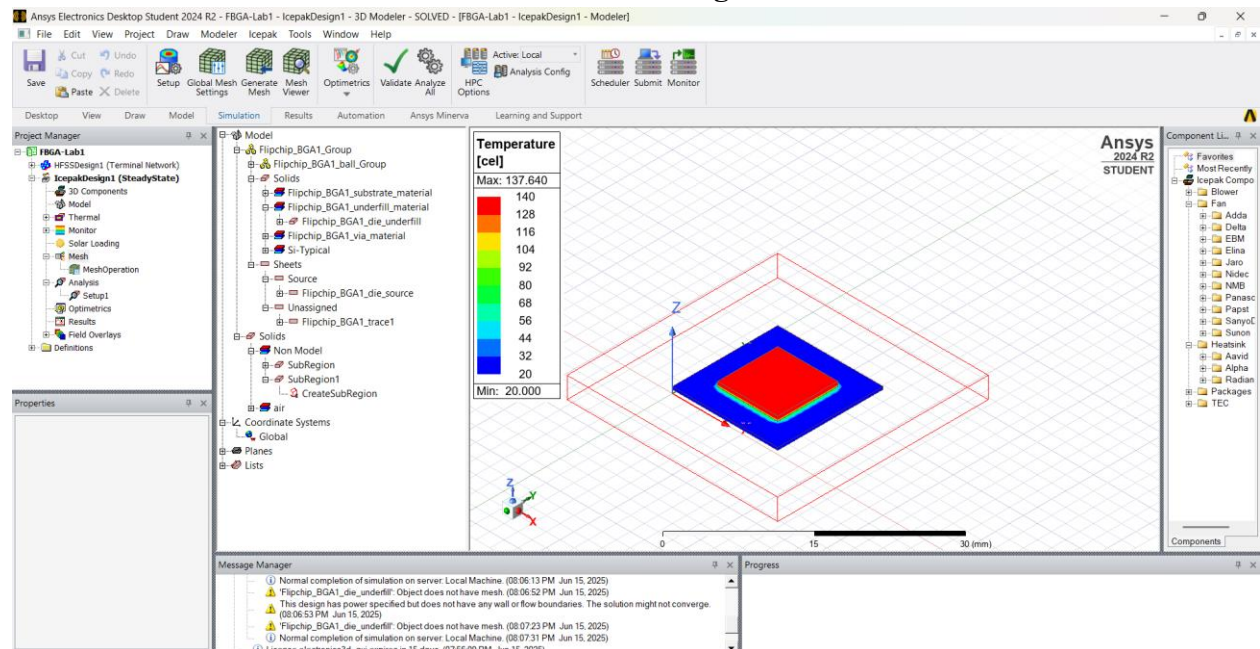 Ansys Electronics Desktop Student 2024 R2 - FBGA-Lab1 - IcepakDesign1 - 3D Modeler - SOLVED - [FBGA-Lab1 - IcepakDesign1 - Modeler]
File Edit View Project Draw Modeler Icepak Tools Window Help
Save
Cut
Copy
Paste
Undo
Redo
Delete
Setup
Global Mesh Settings
Generate Mesh
Mesh Viewer
Optimetrics
Validate
Analyze All
HPC Options
Active: Local
Analysis Config
Scheduler
Submit
Monitor
Desktop View Draw Model Simulation Results Automation Ansys Minerva Learning and Support
Project Manager
FBGA-Lab1
HFSSDesign1 (Terminal Network)
IcepakDesign1 (SteadyState)
3D Components
Model
Thermal
Monitor
Solar Loading
Mesh
MeshOperation
Analysis
Setup1
Optimetrics
Results
Field Overlays
Definitions
Properties
Model
Flipchip_BGA1_Group
Flipchip_BGA1_ball_Group
Solids
Flipchip_BGA1_substrate_material
Flipchip_BGA1_underfill_material
Flipchip_BGA1_die_underfill
Flipchip_BGA1_via_material
Si-Typical
Sheets
Source
Flipchip_BGA1_die_source
Unassigned
Flipchip_BGA1_trace1
Solids
Non Model
SubRegion
SubRegion1
CreateSubRegion
air
Coordinate Systems
Global
Planes
Lists
Temperature
[cel]
Max: 137.640
140
128
116
104
92
80
68
56
44
32
20
Min: 20.000
Ansys
2024 R2
STUDENT
Z
Z
Y
X
0 15 30 (mm)
Component Li...
Favorites
Most Recently
Icepak Compo
Blower
Fan
Adda
Delta
EBM
Elina
Jaro
Nidec
NMB
Panasc
Papst
Sunon
Heatsink
Aavid
Alpha
Radian
Packages
TEC
Components
Message Manager
Normal completion of simulation on server: Local Machine. (08:06:13 PM Jun 15, 2025)
'Flipchip_BGA1_die_underfill': Object does not have mesh. (08:06:52 PM Jun 15, 2025)
This design has power specified but does not have any wall or flow boundaries. The solution might not converge.
(08:06:53 PM Jun 15, 2025)
'Flipchip_BGA1_die_underfill': Object does not have mesh. (08:07:23 PM Jun 15, 2025)
Normal completion of simulation on server: Local Machine. (08:07:31 PM Jun 15, 2025)
Progress